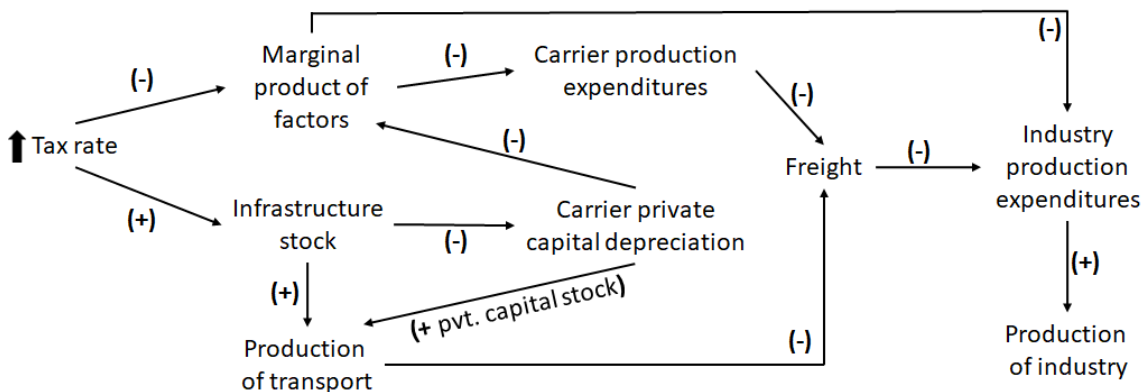 (-)
Marginal
product of
factors
(-)
(-)
Carrier production
expenditures
(-)
Tax rate
(-)
Freight
(-)
Industry
production
expenditures
(+)
Infrastructure
stock
(-)
Carrier private
capital depreciation
(+)
(+ pvt. capital stock)
(+)
Production
of transport
(-)
Production
of industry